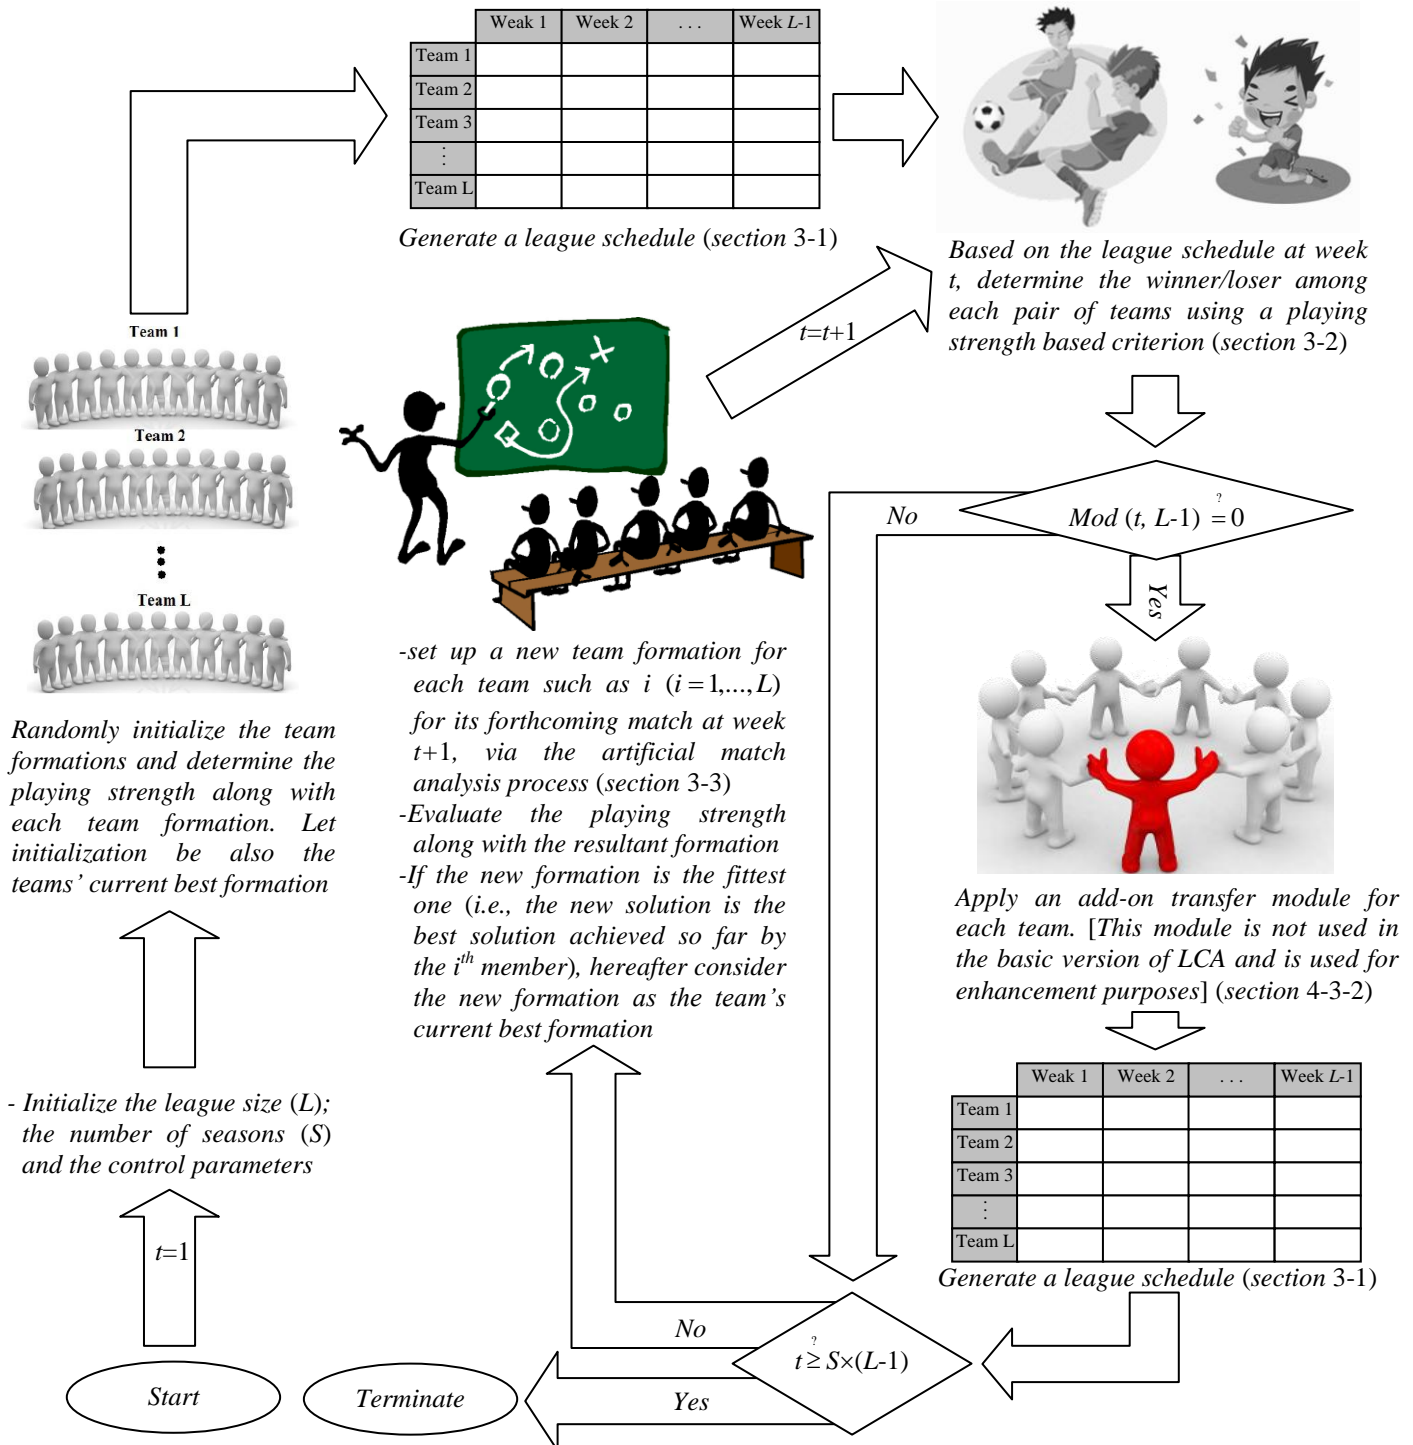 Weak 1 Week 2 . . . Week L-1
Team 1
Team 2
Team 3
⋮
Team L
Generate a league schedule (section 3-1)
Based on the league schedule at week
t, determine the winner/loser among
each pair of teams using a playing
strength based criterion (section 3-2)
t=t+1
Team 1
Team 2
Team L
Randomly initialize the team
formations and determine the
playing strength along with
each team formation. Let
initialization be also the
teams’ current best formation
-set up a new team formation for
each team such as i (i = 1,..., L)
for its forthcoming match at week
t+1, via the artificial match
analysis process (section 3-3)
-Evaluate the playing strength
along with the resultant formation
-If the new formation is the fittest
one (i.e., the new solution is the
best solution achieved so far by
the i^th member), hereafter consider
the new formation as the team’s
current best formation
No
Mod (t, L-1) =? 0
Yes
Apply an add-on transfer module for
each team. [This module is not used in
the basic version of LCA and is used for
enhancement purposes] (section 4-3-2)
Weak 1 Week 2 . . . Week L-1
Team 1
Team 2
Team 3
⋮
Team L
Generate a league schedule (section 3-1)
- Initialize the league size (L);
the number of seasons (S)
and the control parameters
t=1
Start
Terminate
No
t ≥? S×(L-1)
Yes